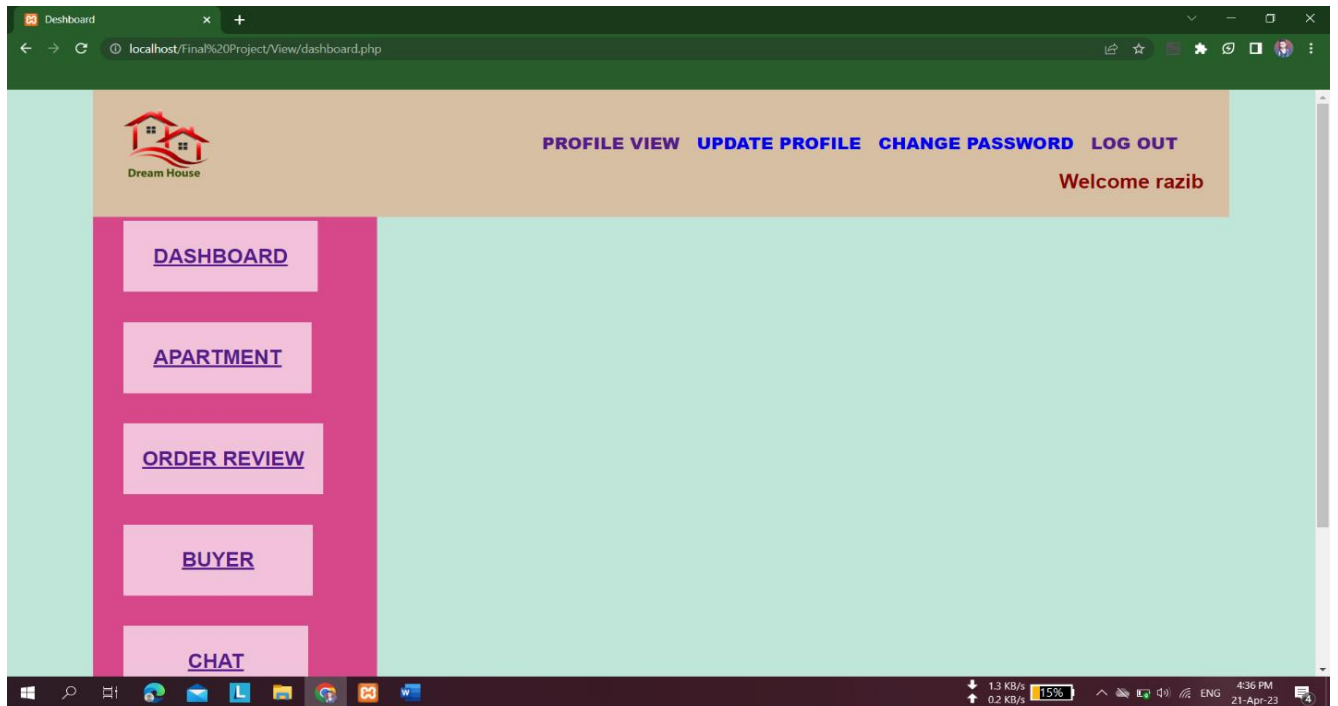 Deshboard
localhost/Final%20Project/View/dashboard.php
Dream House
PROFILE VIEW UPDATE PROFILE CHANGE PASSWORD LOG OUT
Welcome razib
DASHBOARD
APARTMENT
ORDER REVIEW
BUYER
CHAT
L
W
1.3 KB/s
0.2 KB/s
15%
ENG
4:36 PM
21-Apr-23
4